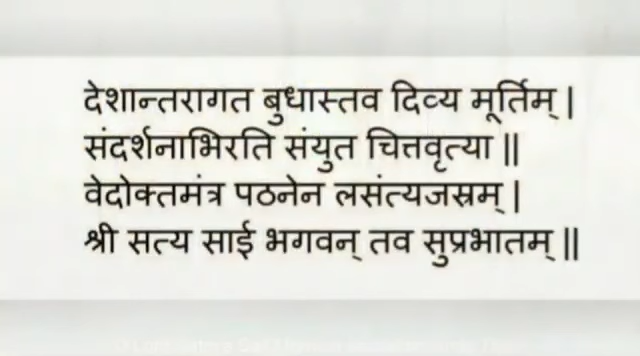 देशान्तरागत बुधास्तव दिव्य मूर्तिम् |
संदर्शनाभिरति संयुत चित्तवृत्या ||
वेदोक्तमंत्र पठनेन लसंत्यजस्रम् |
श्री सत्य साई भगवन् तव सुप्रभातम् ||